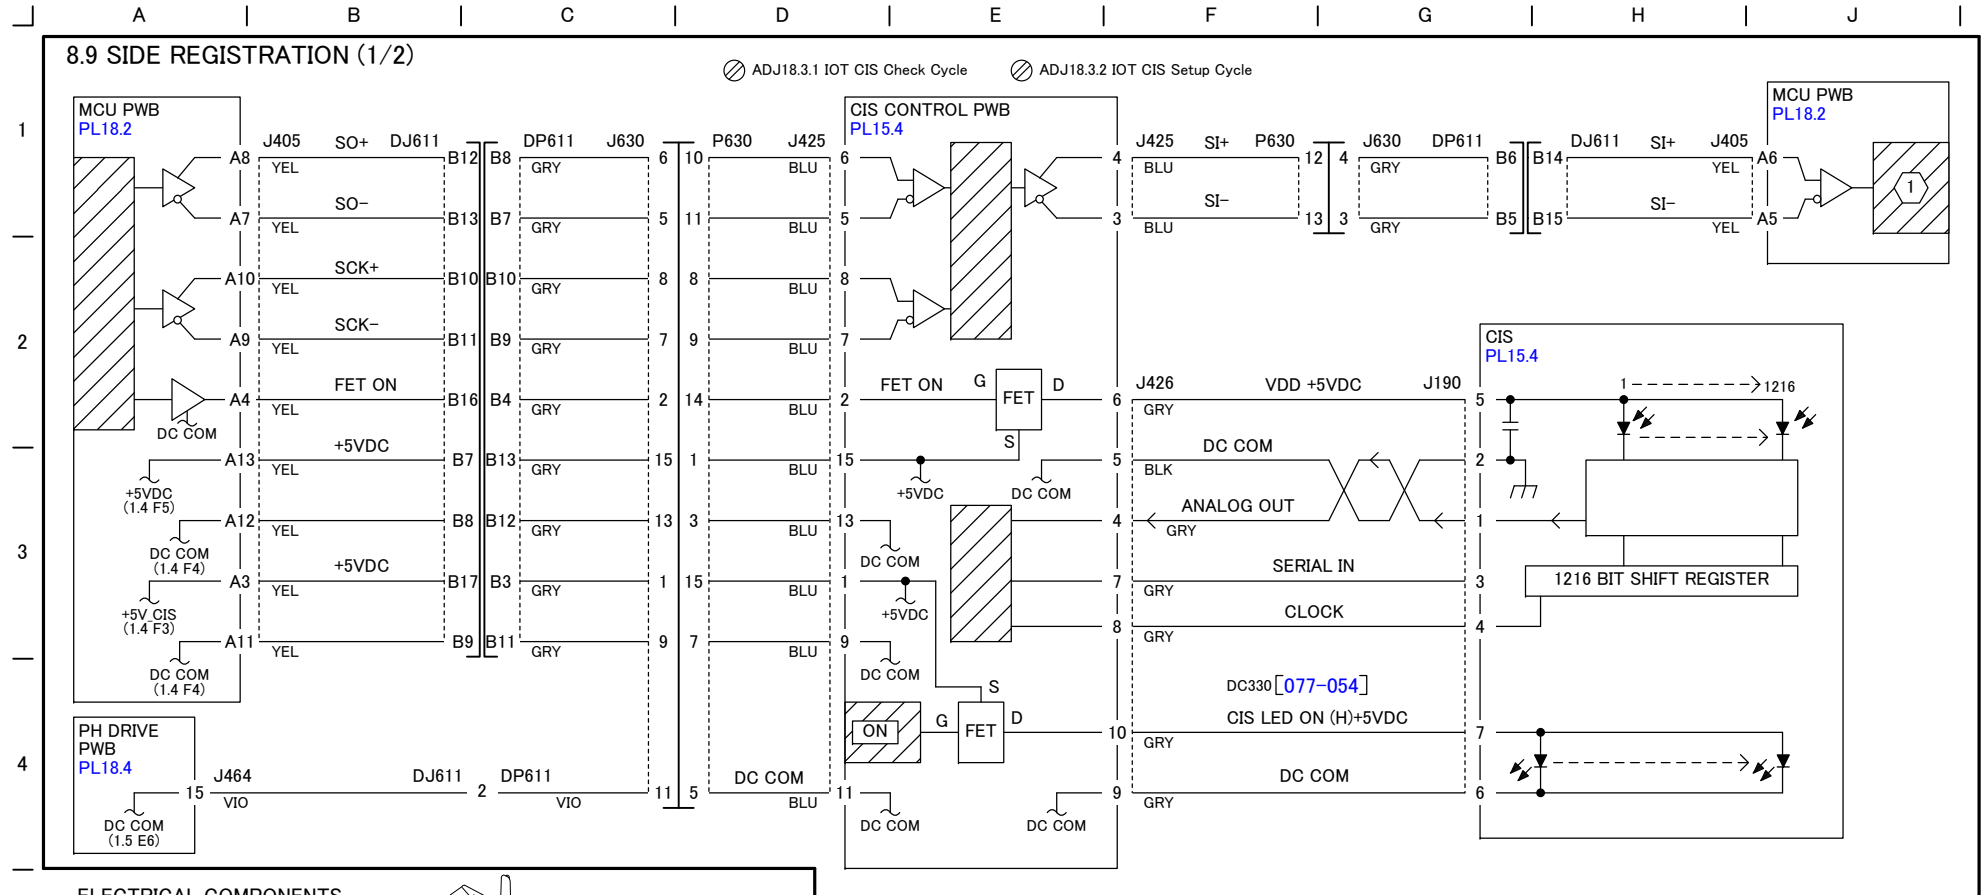 A B C D E F G H J
8.9 SIDE REGISTRATION (1/2)
ADJ18.3.1 IOT CIS Check Cycle ADJ18.3.2 IOT CIS Setup Cycle
1
MCU PWB
PL18.2
CIS CONTROL PWB
PL15.4
MCU PWB
PL18.2
J405 SO+ DJ611 DP611 J630 P630 J425 J425 SI+ P630 J630 DP611 DJ611 SI+ J405
A8 YEL B12 B8 GRY 6 10 BLU 6 4 BLU 12 4 GRY B6 B14 YEL A6
1
SO- SI- SI-
A7 YEL B13 B7 GRY 5 11 BLU 5 3 BLU 13 3 GRY B5 B15 YEL A5
SCK+
A10 YEL B10 B10 GRY 8 8 BLU 8
2
SCK-
A9 YEL B11 B9 GRY 7 9 BLU 7
CIS
PL15.4
FET ON FET ON G FET D J426 VDD +5VDC J190 1 1216
A4 YEL B16 B4 GRY 2 14 BLU 2 6 GRY 5
DC COM
S
+5VDC DC COM
A13 YEL B7 B13 GRY 15 1 BLU 15 5 BLK 2
+5VDC
(1.4 F5)
+5VDC DC COM
ANALOG OUT
A12 YEL B8 B12 GRY 13 3 BLU 13 4 GRY 1
3
DC COM
(1.4 F4)
DC COM
+5VDC SERIAL IN
A3 YEL B17 B3 GRY 1 15 BLU 1 7 GRY 3
1216 BIT SHIFT REGISTER
+5V_CIS
(1.4 F3)
+5VDC
CLOCK
8 GRY 4
A11 YEL B9 B11 GRY 9 7 BLU 9
DC COM
(1.4 F4)
DC COM
DC330 [077-054]
S
CIS LED ON (H)+5VDC
ON G FET D 10 GRY 7
4
PH DRIVE
PWB
PL18.4
J464 DJ611 DP611 DC COM DC COM
15 VIO 2 VIO 11 5 BLU 11 9 GRY 6
DC COM
(1.5 E6)
DC COM DC COM
ELECTRICAL COMPONENTS